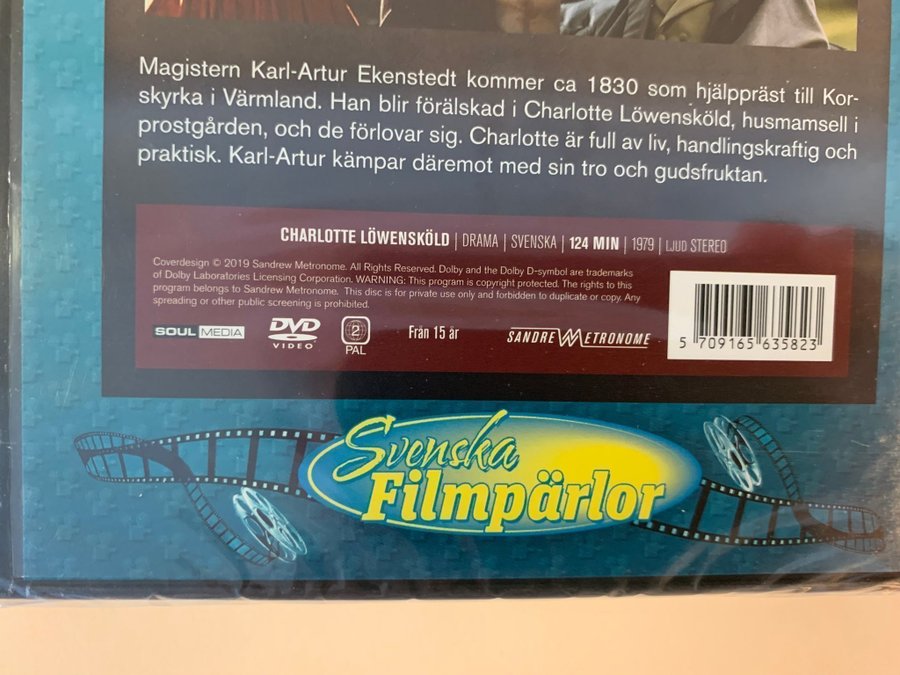 Magistern Karl-Artur Ekenstedt kommer ca 1830 som hjälppräst till Kor-
skyrka i Värmland. Han blir förälskad i Charlotte Löwensköld, husmamsell i
prostgården, och de förlovar sig. Charlotte är full av liv, handlingskraftig och
praktisk. Karl-Artur kämpar däremot med sin tro och gudsfruktan.
CHARLOTTE LÖWENSKÖLD | DRAMA | SVENSKA | 124 MIN | 1979 | LJUD STEREO
Coverdesign © 2019 Sandrew Metronome. All Rights Reserved. Dolby and the Dolby D-symbol are trademarks
of Dolby Laboratories Licensing Corporation. WARNING: This program is copyright protected. The rights to this
program belongs to Sandrew Metronome. This disc is for private use only and forbidden to duplicate or copy. Any
spreading or other public screening is prohibited.
SOUL MEDIA
DVD
VIDEO
2
PAL
Från 15 år
SANDREW METRONOME
5 709165 635823
Svenska
Filmpärlor